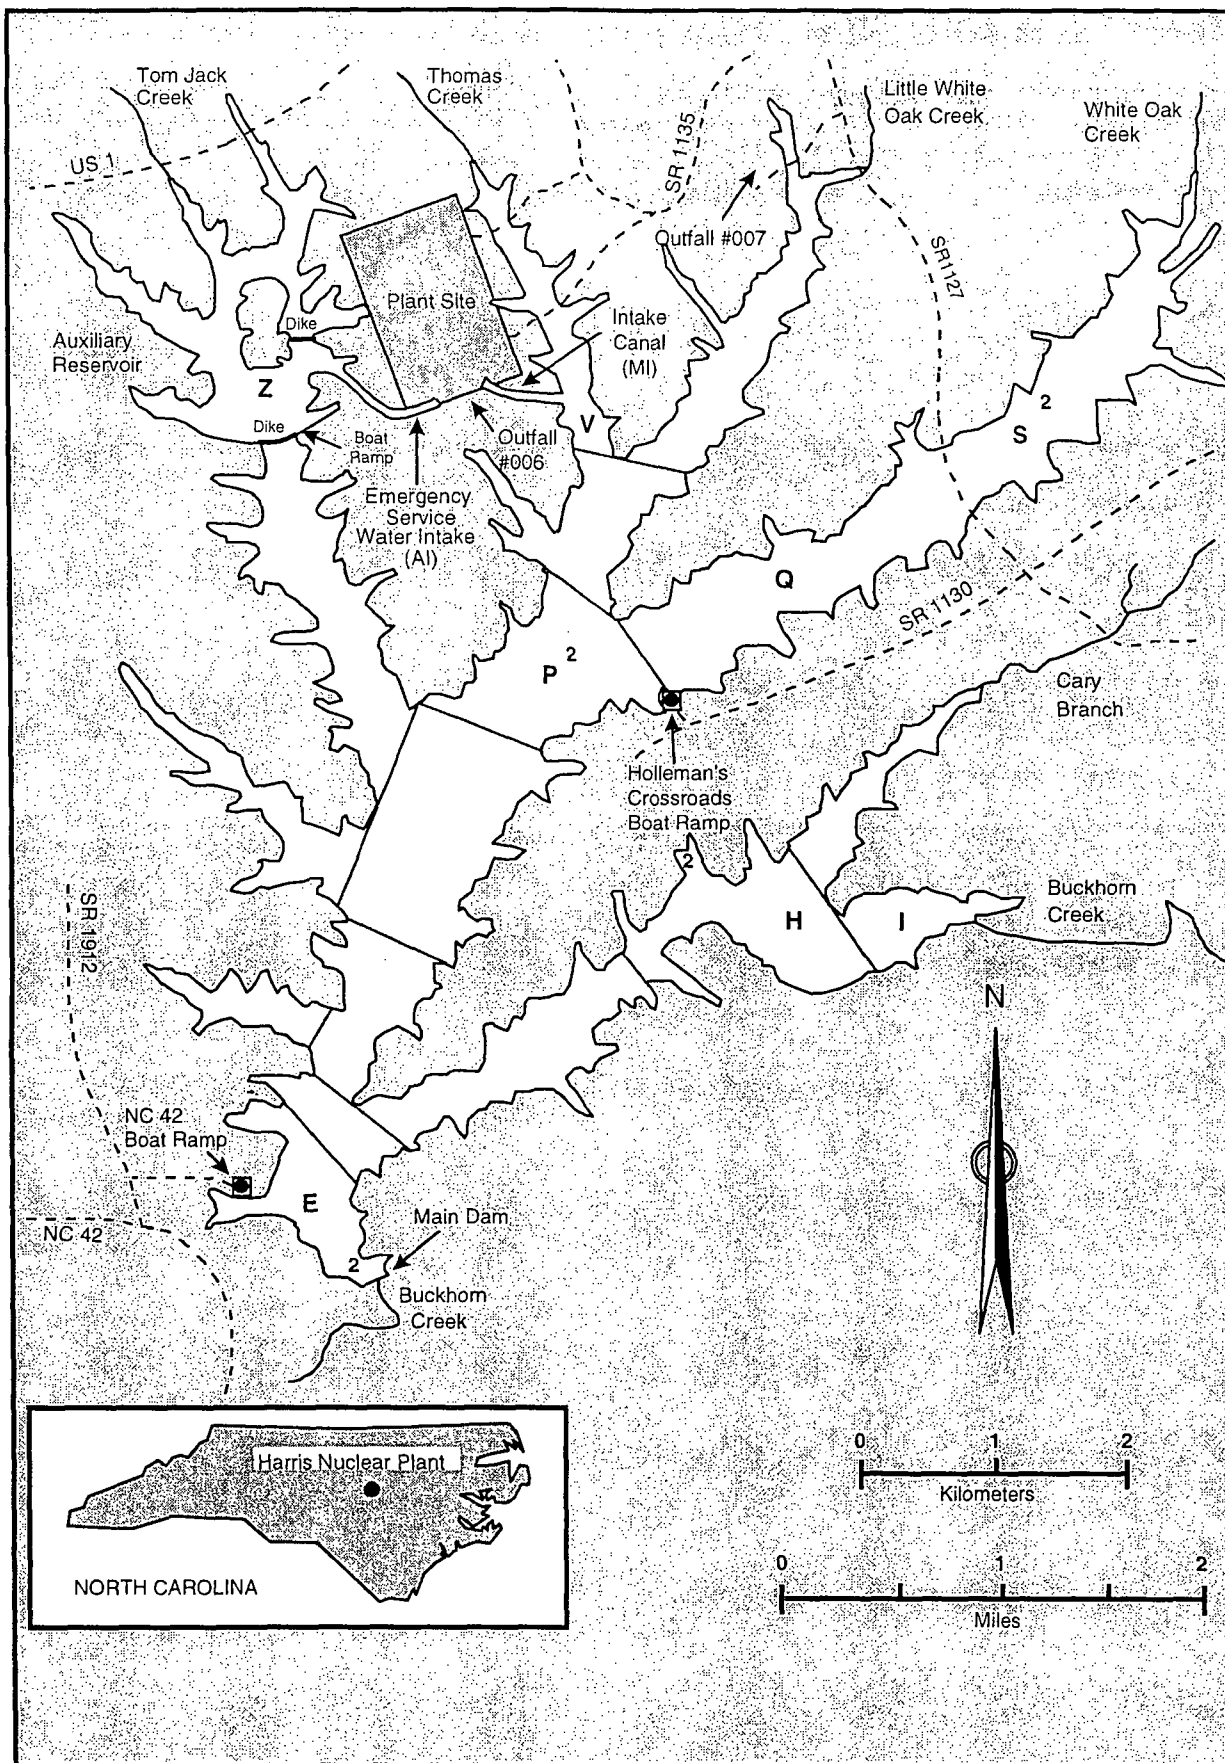 Tom Jack
Creek
Thomas
Creek
Little White
Oak Creek
White Oak
Creek
US 1
SR 1135
Outfall #007
SR1127
Plant Site
Dike
Intake
Canal
(MI)
Auxiliary
Reservoir
Z
2
S
V
Dike
Boat
Ramp
Outfall
#006
Emergency
Service
Water Intake
(AI)
Q
SR 1130
P 2
Cary
Branch
Holleman's
Crossroads
Boat Ramp
2
Buckhorn
Creek
SR 1912
H
I
N
NC 42
Boat Ramp
E
Main Dam
NC 42
2
Buckhorn
Creek
Harris Nuclear Plant
NORTH CAROLINA
0 1 2
Kilometers
0 1 2
Miles